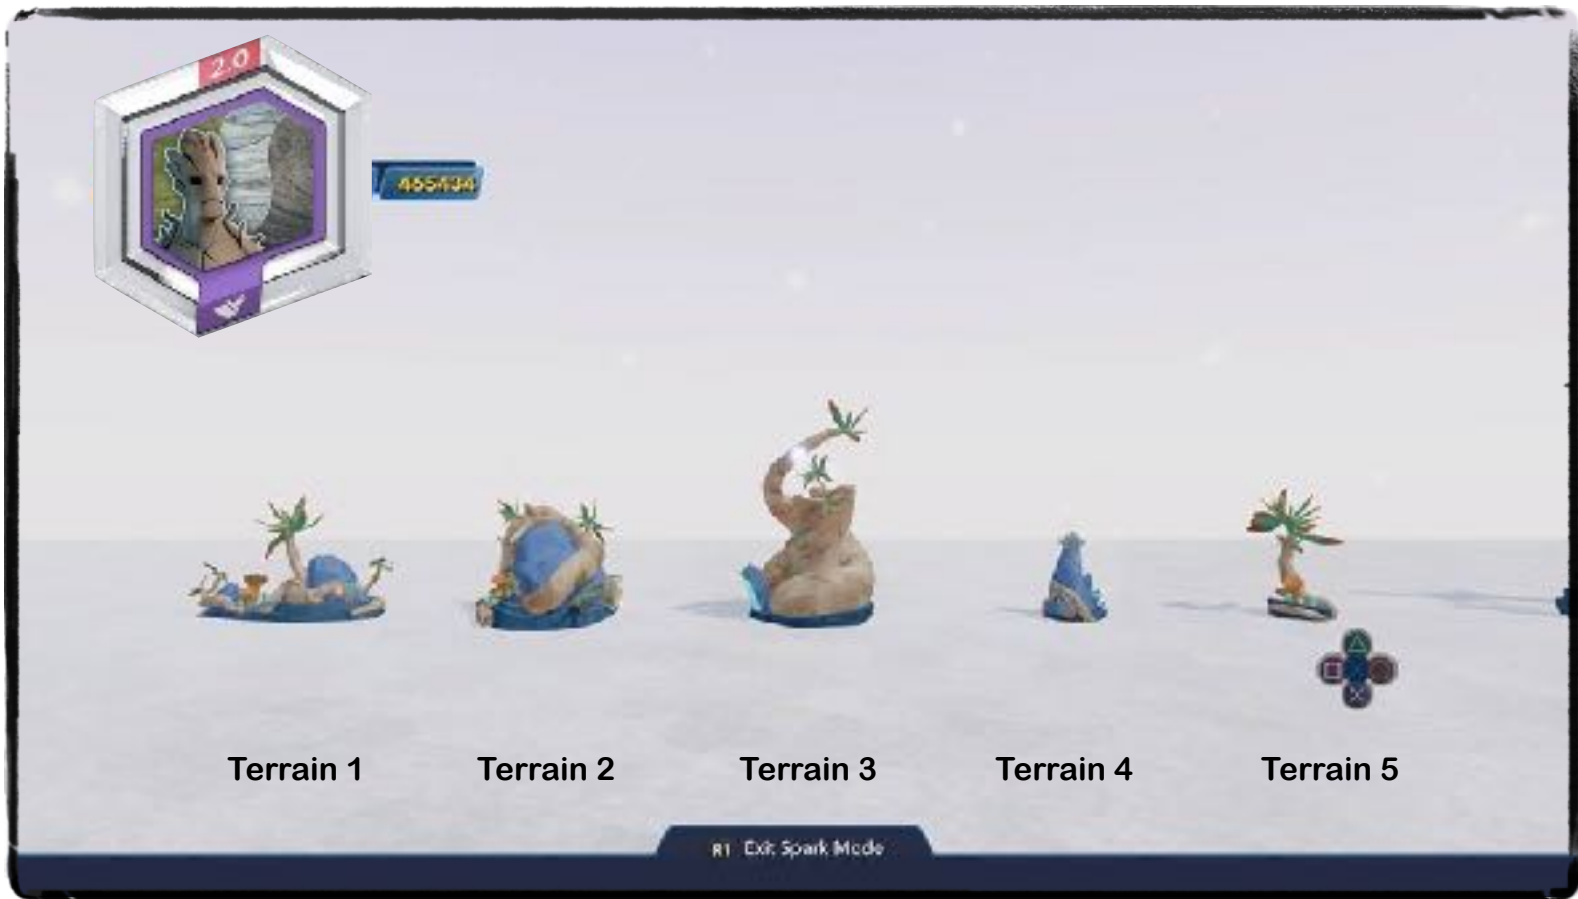 2.0
465434
Terrain 1
Terrain 2
Terrain 3
Terrain 4
Terrain 5
R1 Exit Spark Mode